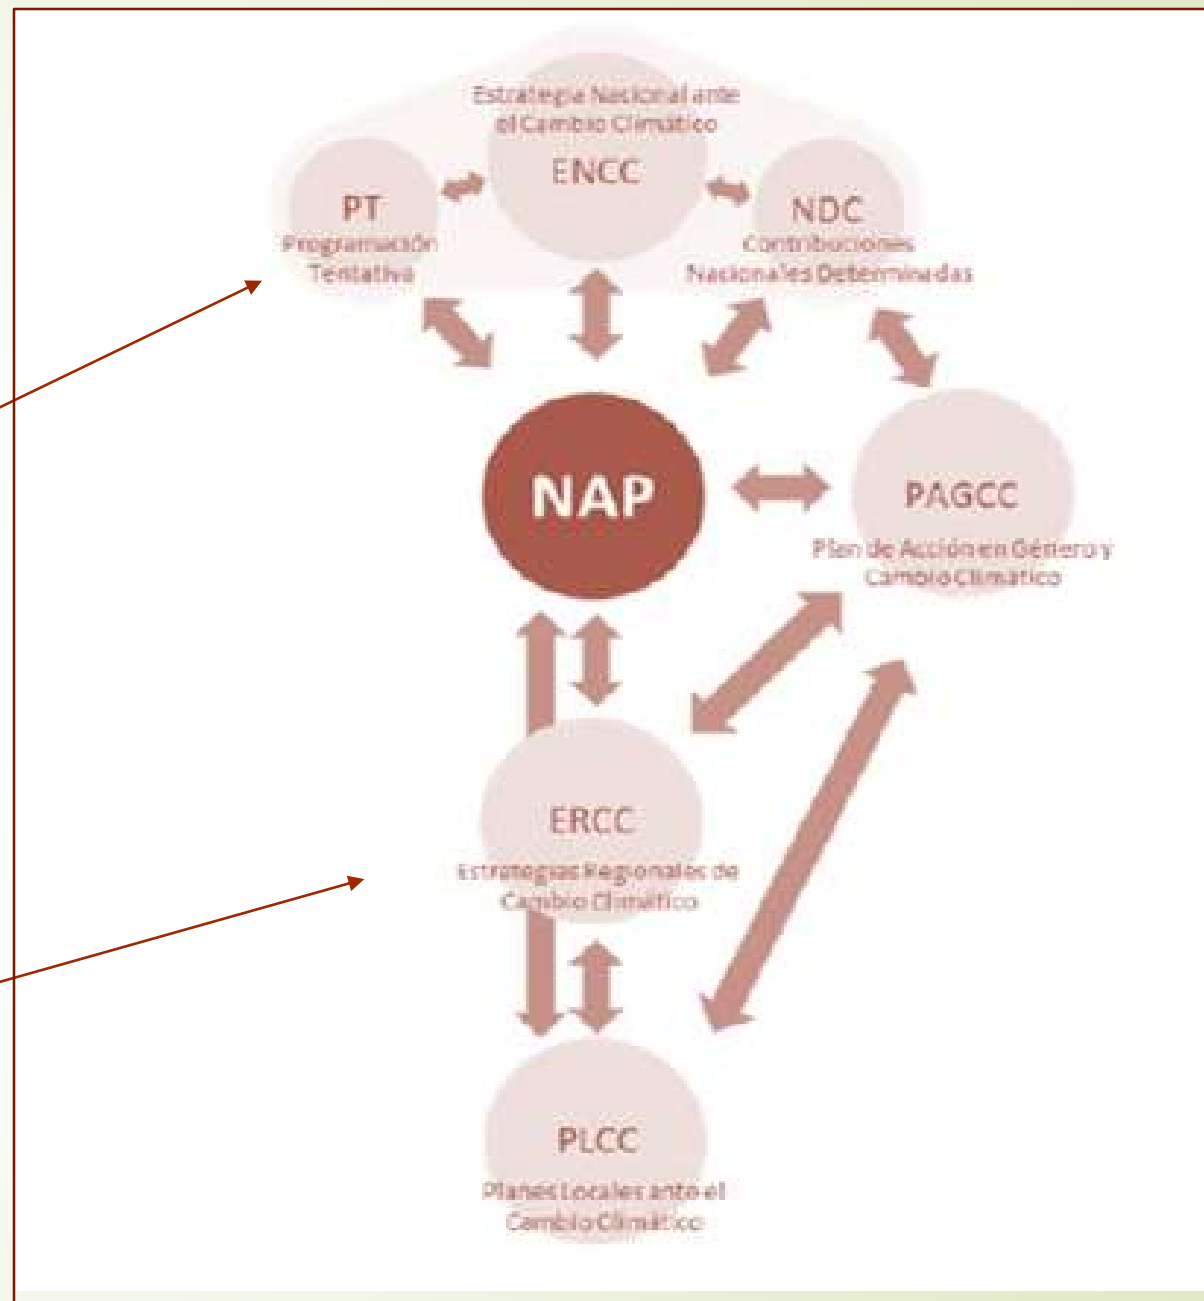 Estrategia Nacional ante
el Cambio Climático
ENCC
PT
Programación
Tentativa
NDC
Contribuciones
Nacionales Determinadas
NAP
PAGCC
Plan de Acción en Género y
Cambio Climático
ERCC
Estrategias Regionales de
Cambio Climático
PLCC
Planes Locales ante el
Cambio Climático